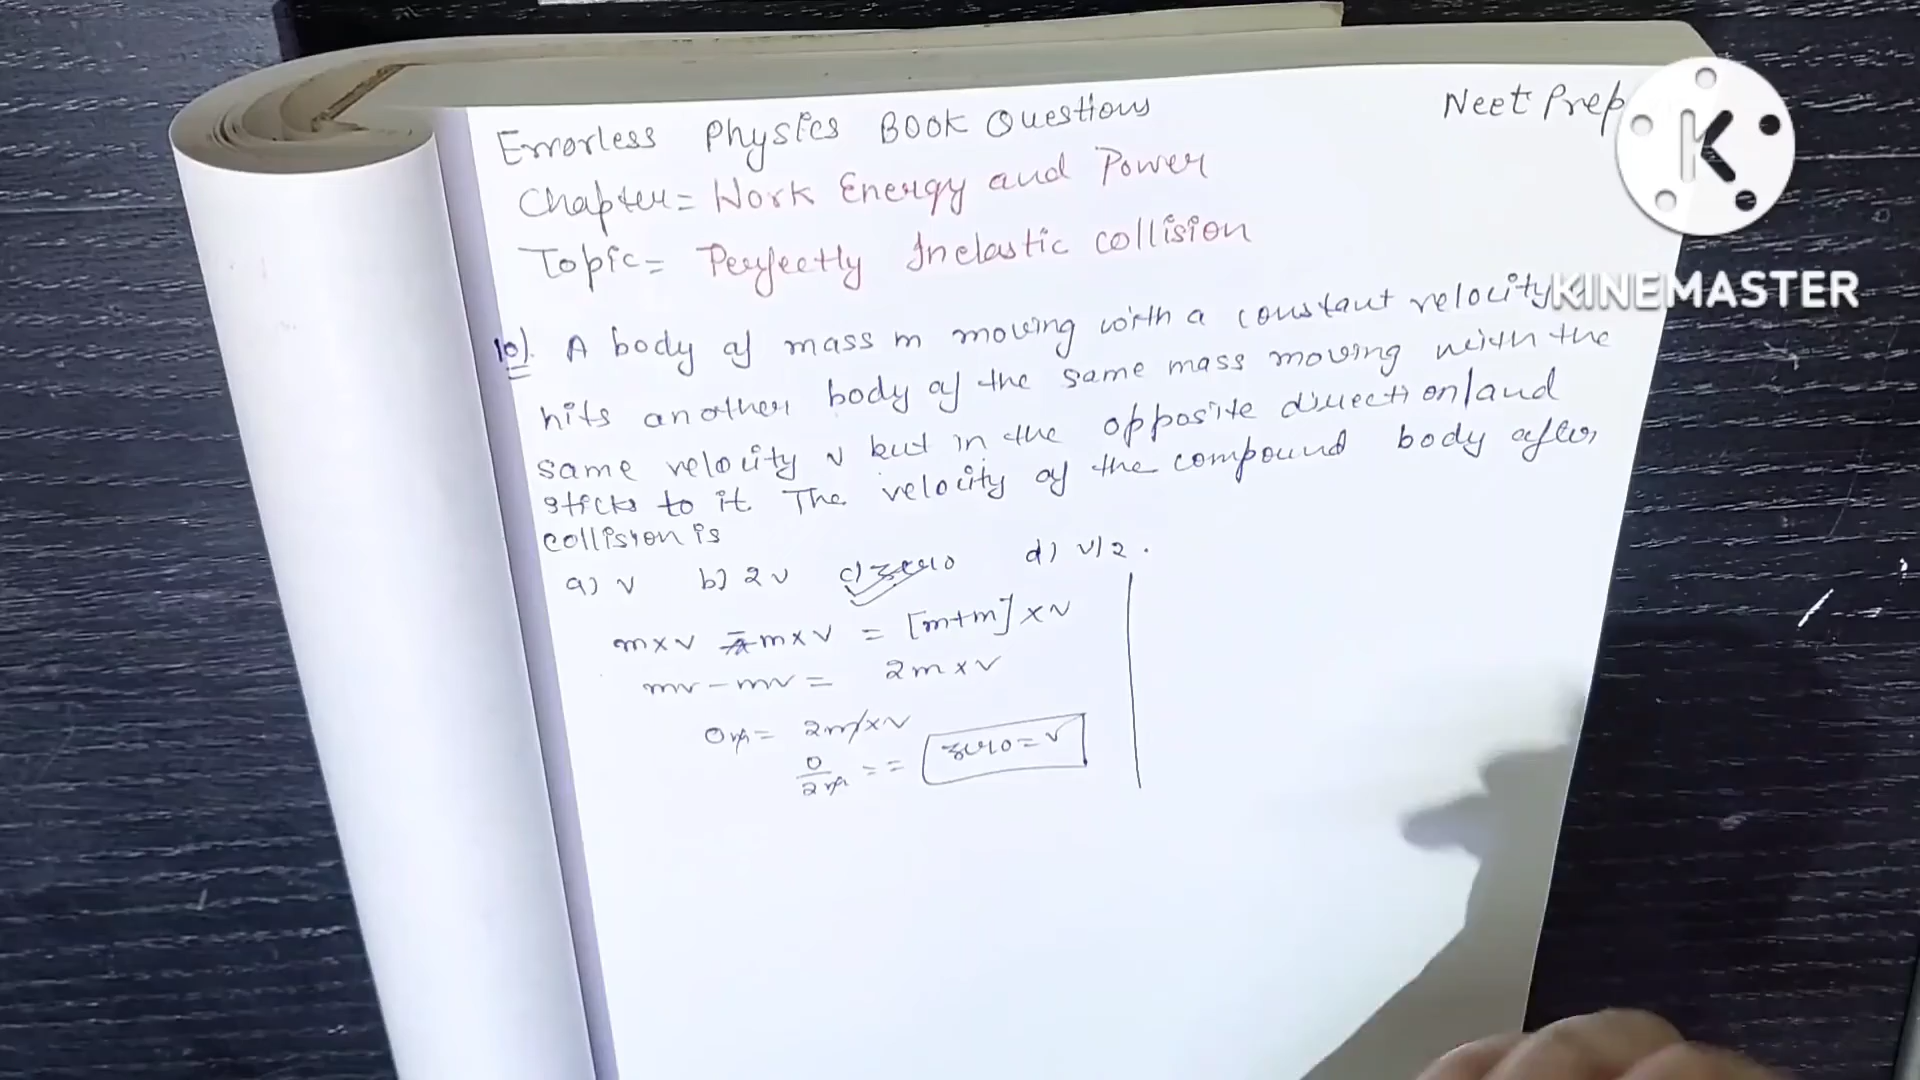 Errorless Physics BOOK Questions
Neet Prep
Chapter = Work Energy and Power
Topic = Perfectly Inelastic collision
KINEMASTER
10). A body of mass m moving with a constant velocity
hits another body of the same mass moving with the
same velocity v but in the opposite direction/and
sticks to it. The velocity of the compound body after
collision is
a) v b) 2v c) zero d) v/2.
m×v - m×v = [m+m]×v
mv - mv = 2m×v
0 = 2m×v
0/2m = = zero = v